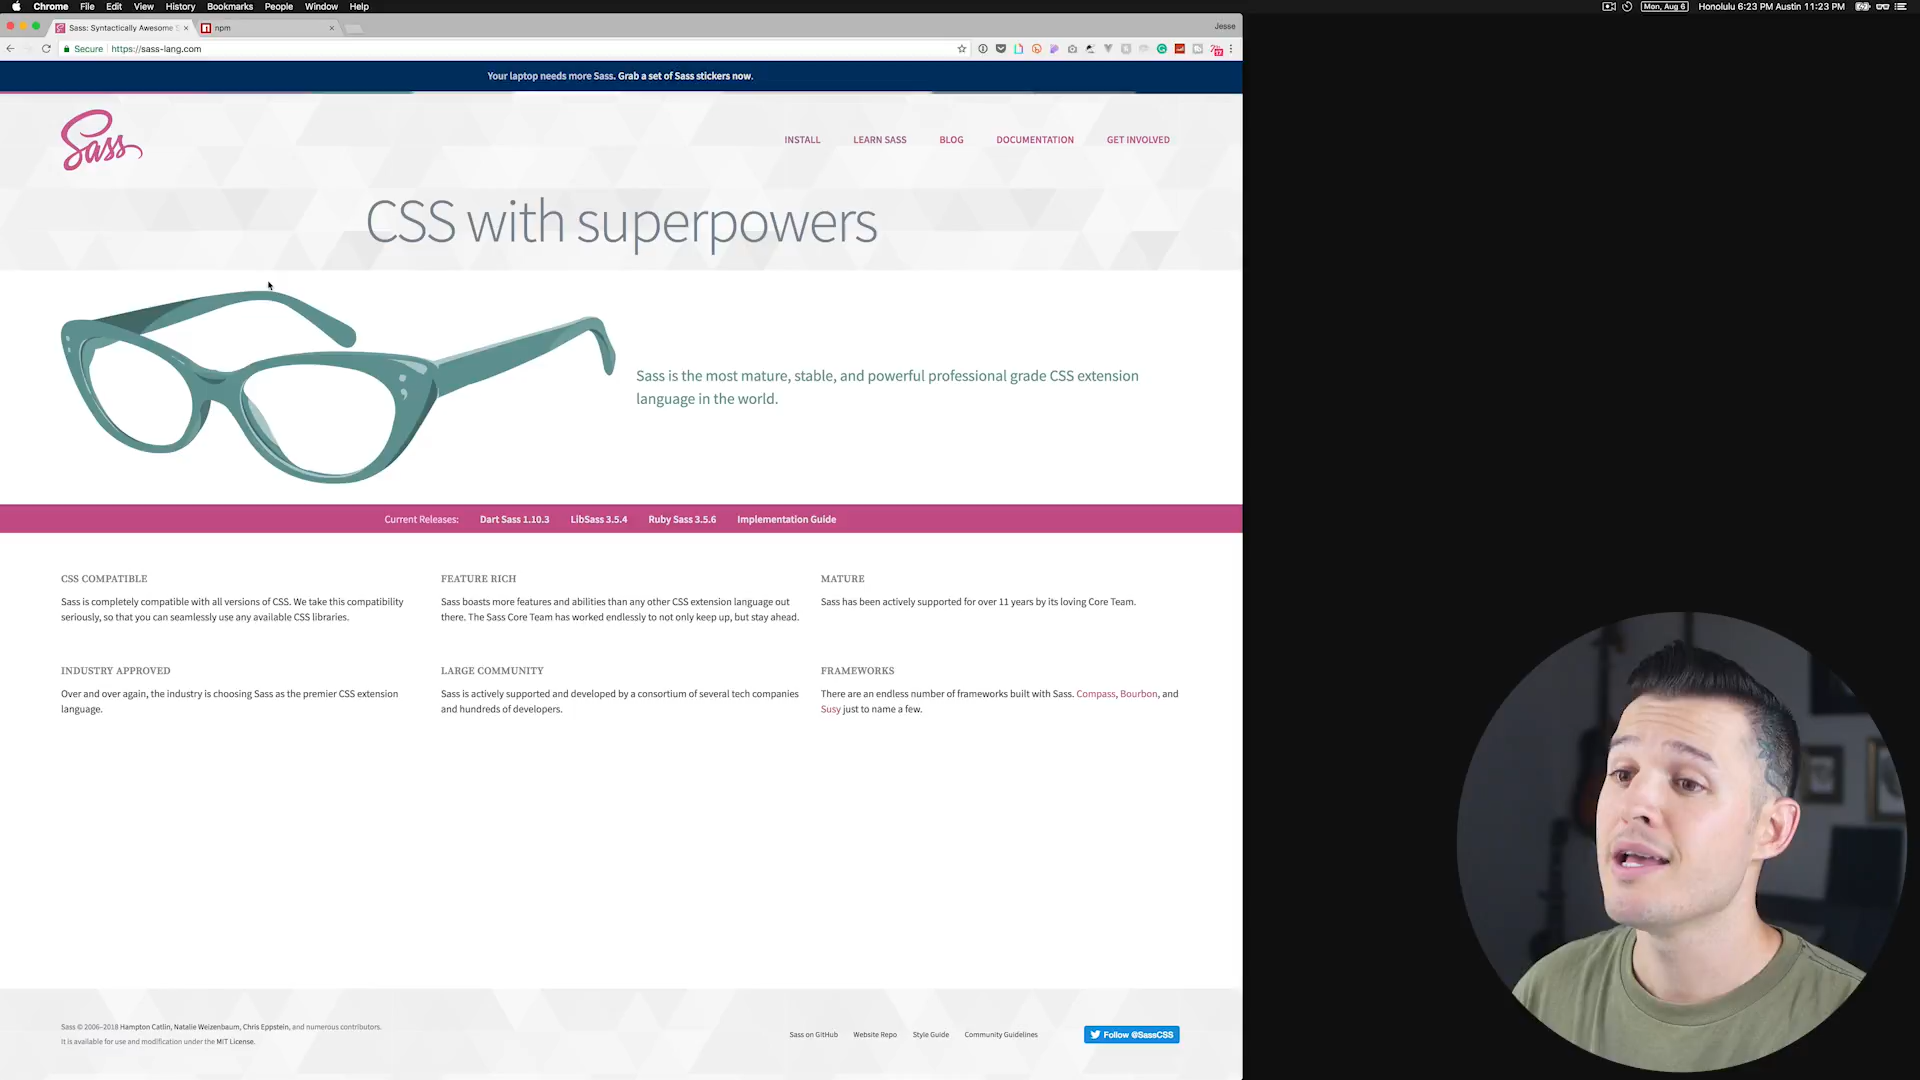 Chrome File Edit View History Bookmarks People Window Help
Mon, Aug 6 Honolulu 6:23 PM Austin 11:23 PM
Sass: Syntactically Awesome S
npm
Jesse
Secure https://sass-lang.com
Your laptop needs more Sass. Grab a set of Sass stickers now.
Sass
INSTALL LEARN SASS BLOG DOCUMENTATION GET INVOLVED
CSS with superpowers
Sass is the most mature, stable, and powerful professional grade CSS extension
language in the world.
Current Releases: Dart Sass 1.10.3 LibSass 3.5.4 Ruby Sass 3.5.6 Implementation Guide
CSS COMPATIBLE
Sass is completely compatible with all versions of CSS. We take this compatibility
seriously, so that you can seamlessly use any available CSS libraries.
FEATURE RICH
Sass boasts more features and abilities than any other CSS extension language out
there. The Sass Core Team has worked endlessly to not only keep up, but stay ahead.
MATURE
Sass has been actively supported for over 11 years by its loving Core Team.
INDUSTRY APPROVED
Over and over again, the industry is choosing Sass as the premier CSS extension
language.
LARGE COMMUNITY
Sass is actively supported and developed by a consortium of several tech companies
and hundreds of developers.
FRAMEWORKS
There are an endless number of frameworks built with Sass. Compass, Bourbon, and
Susy just to name a few.
Sass © 2006–2018 Hampton Catlin, Natalie Weizenbaum, Chris Eppstein, and numerous contributors.
It is available for use and modification under the MIT License.
Sass on GitHub Website Repo Style Guide Community Guidelines
Follow @SassCSS